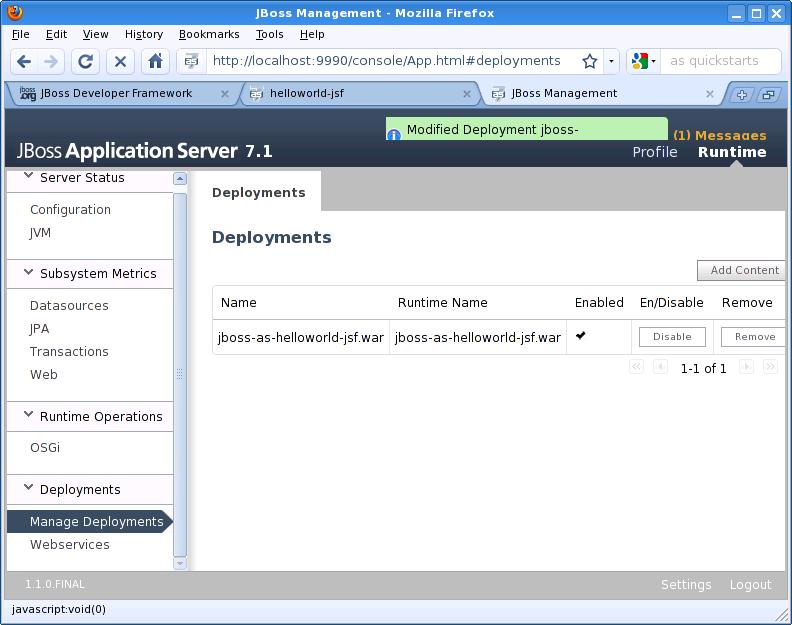 JBoss Management - Mozilla Firefox
File Edit View History Bookmarks Tools Help
http://localhost:9990/console/App.html#deployments
as quickstarts
jboss.org JBoss Developer Framework
helloworld-jsf
JBoss Management
Modified Deployment jboss-
(1) Messages
JBoss Application Server 7.1
Profile Runtime
Server Status
Configuration
JVM
Subsystem Metrics
Datasources
JPA
Transactions
Web
Runtime Operations
OSGi
Deployments
Manage Deployments
Webservices
Deployments
Deployments
Add Content
Name Runtime Name Enabled En/Disable Remove
jboss-as-helloworld-jsf.war jboss-as-helloworld-jsf.war Disable Remove
1-1 of 1
1.1.0.FINAL
Settings Logout
javascript:void(0)